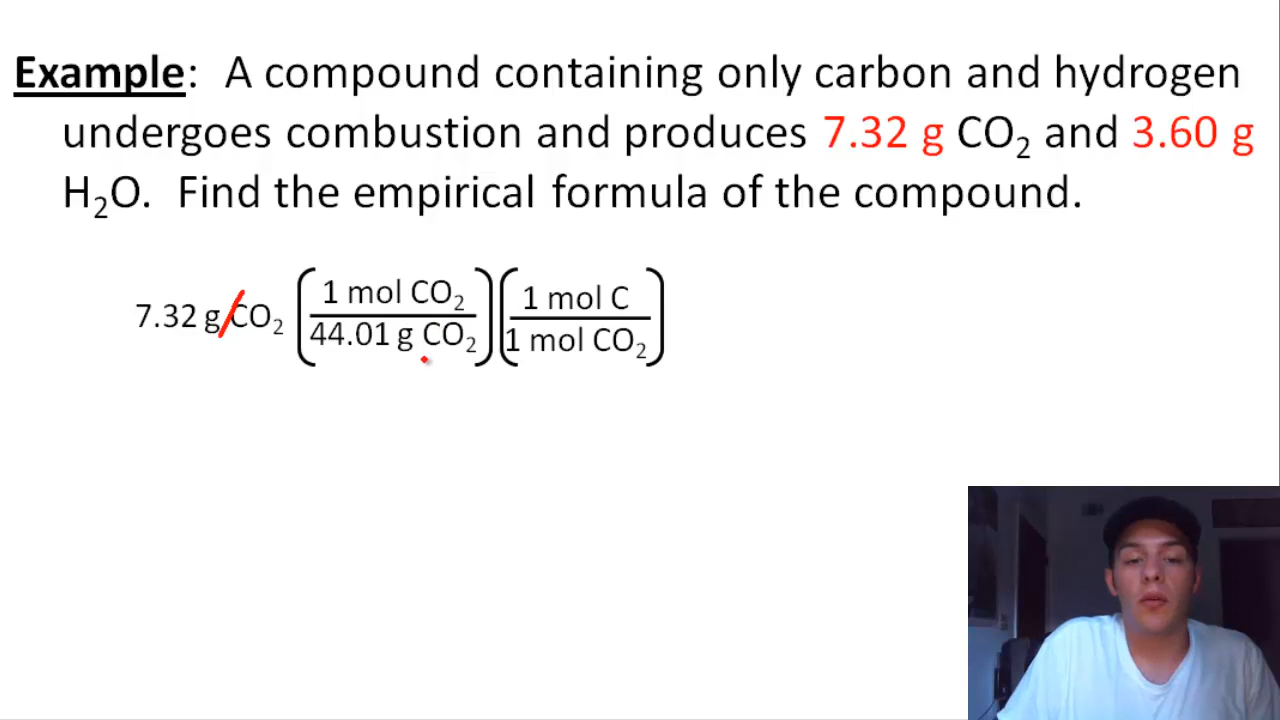 Example: A compound containing only carbon and hydrogen
undergoes combustion and produces 7.32 g CO₂ and 3.60 g
H₂O. Find the empirical formula of the compound.
7.32 g CO₂ (1 mol CO₂ / 44.01 g CO₂) (1 mol C / 1 mol CO₂)